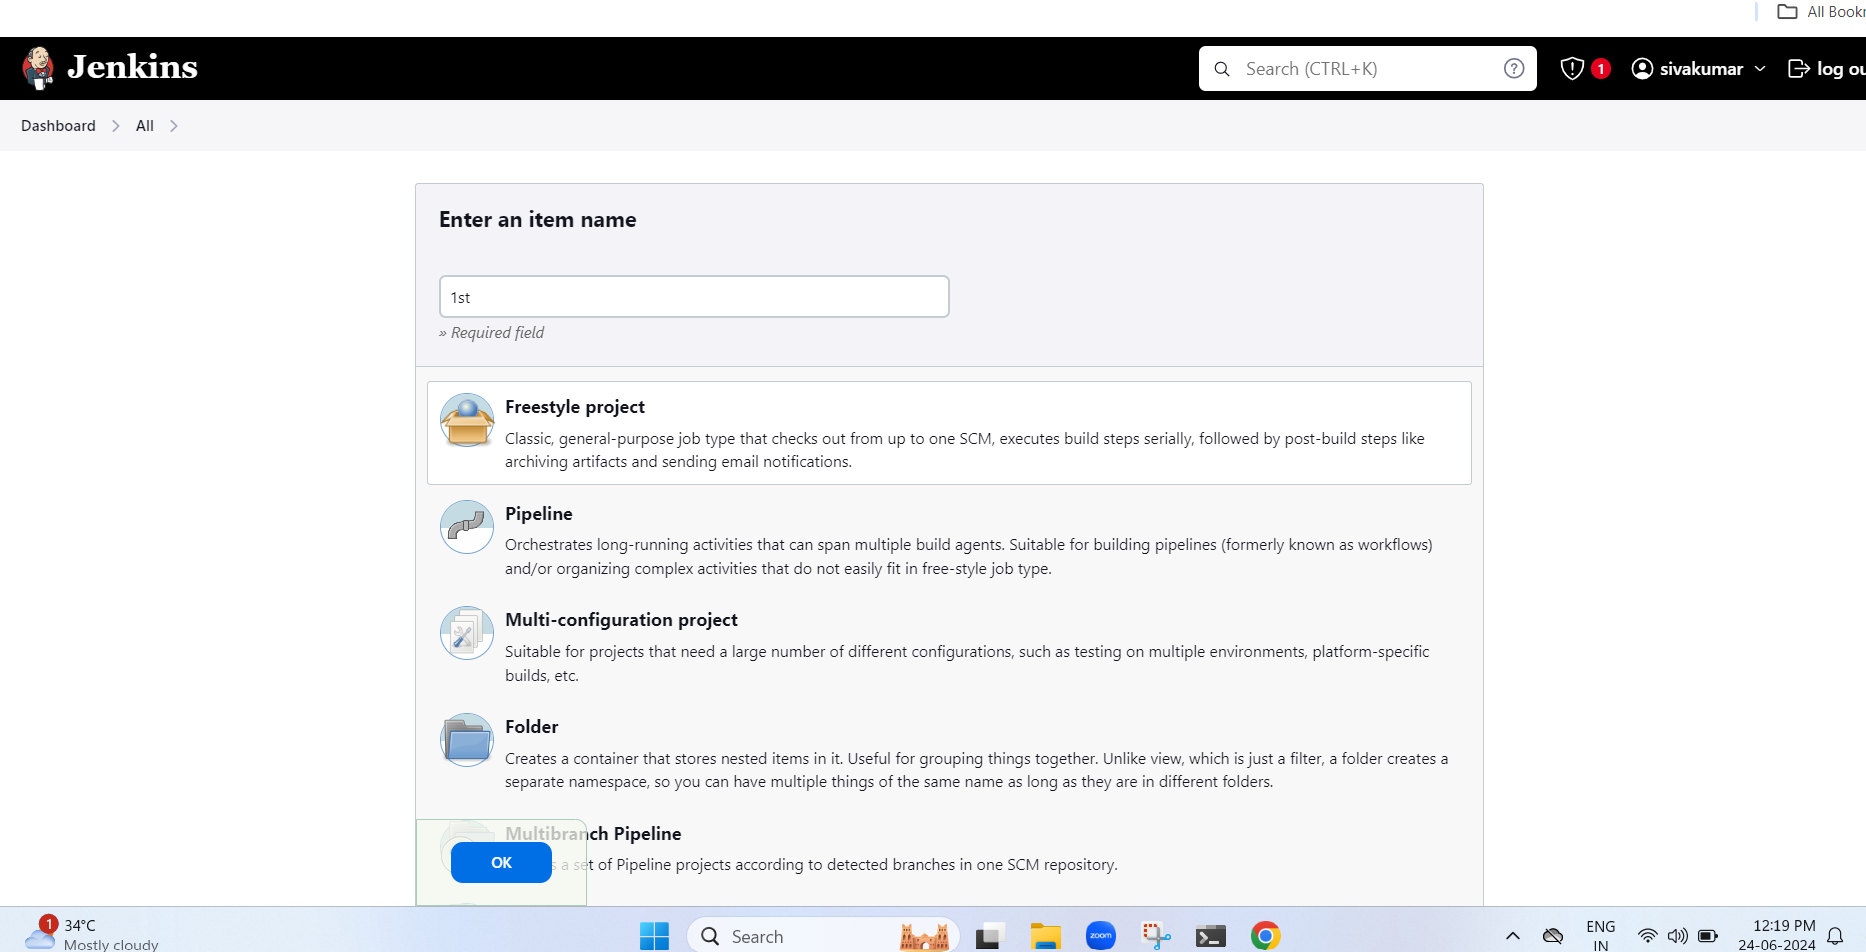 All Bookr
Jenkins
Search (CTRL+K)
1
sivakumar
log ou
Dashboard
All
Enter an item name
1st
» Required field
Freestyle project
Classic, general-purpose job type that checks out from up to one SCM, executes build steps serially, followed by post-build steps like
archiving artifacts and sending email notifications.
Pipeline
Orchestrates long-running activities that can span multiple build agents. Suitable for building pipelines (formerly known as workflows)
and/or organizing complex activities that do not easily fit in free-style job type.
Multi-configuration project
Suitable for projects that need a large number of different configurations, such as testing on multiple environments, platform-specific
builds, etc.
Folder
Creates a container that stores nested items in it. Useful for grouping things together. Unlike view, which is just a filter, a folder creates a
separate namespace, so you can have multiple things of the same name as long as they are in different folders.
Multibranch Pipeline
OK
a set of Pipeline projects according to detected branches in one SCM repository.
1
34°C
Mostly cloudy
Search
zoom
ENG
IN
12:19 PM
24-06-2024